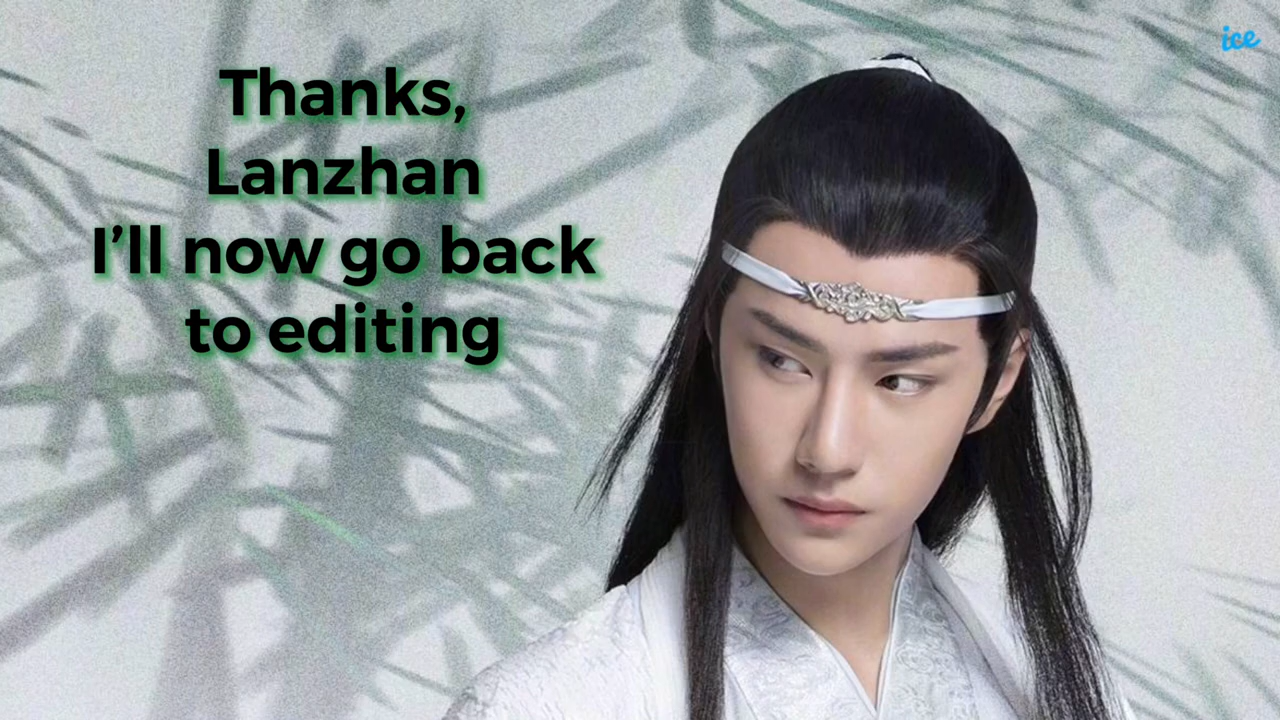 Thanks,
Lanzhan
I’ll now go back
to editing
ice